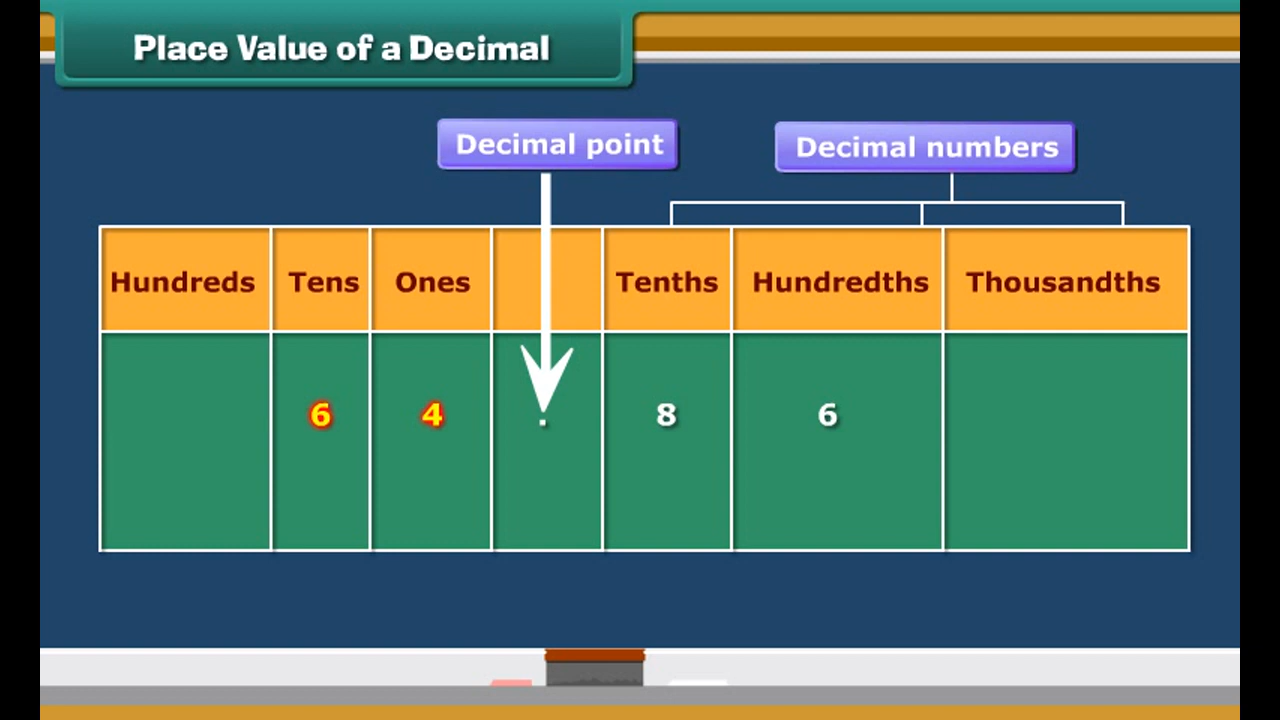 Place Value of a Decimal
Decimal point
Decimal numbers
Hundreds Tens Ones Tenths Hundredths Thousandths
6 4 . 8 6